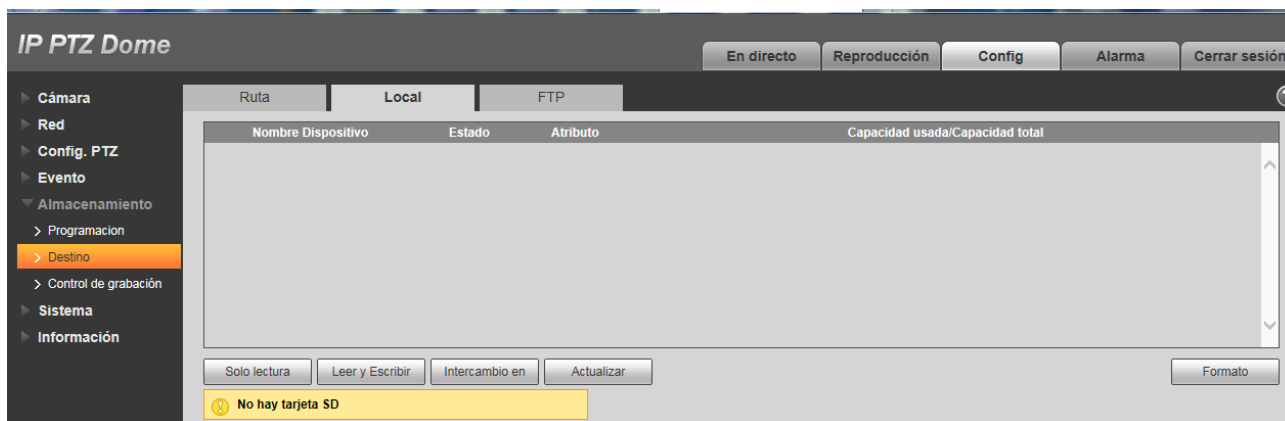 IP PTZ Dome
En directo Reproducción Config Alarma Cerrar sesión
Cámara
Red
Config. PTZ
Evento
Almacenamiento
Programacion
Destino
Control de grabación
Sistema
Información
Ruta Local FTP
Nombre Dispositivo Estado Atributo Capacidad usada/Capacidad total
Solo lectura Leer y Escribir Intercambio en Actualizar Formato
No hay tarjeta SD